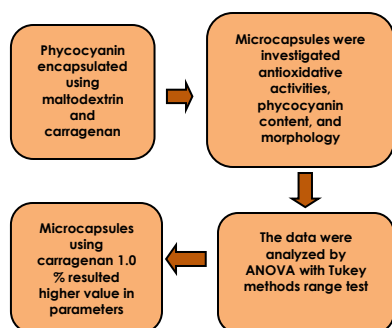 Phycocyanin
encapsulated
using
maltodextrin
and
carragenan
Microcapsules were
investigated
antioxidative
activities,
phycocyanin
content, and
morphology
The data were
analyzed by
ANOVA with Tukey
methods range test
Microcapsules
using
carragenan 1.0
% resulted
higher value in
parameters